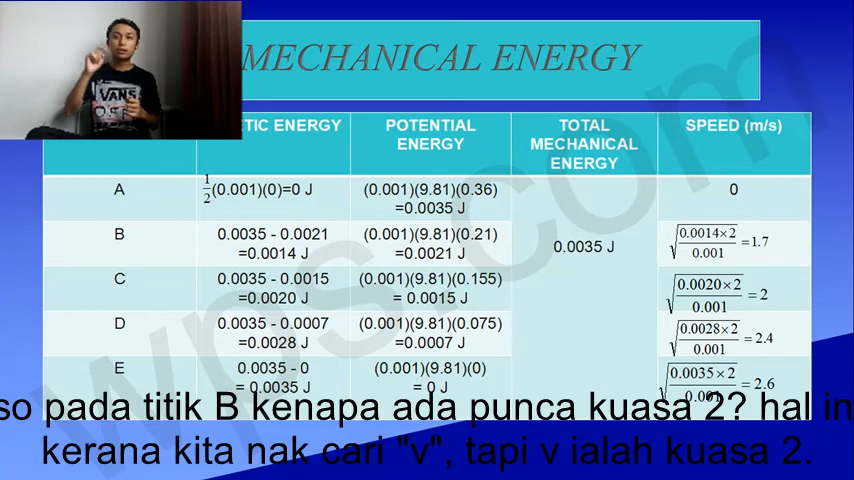 MECHANICAL ENERGY
VANS
ETIC ENERGY
POTENTIAL ENERGY
TOTAL MECHANICAL ENERGY
SPEED (m/s)
A
1/2(0.001)(0)=0 J
(0.001)(9.81)(0.36)
=0.0035 J
0
B
0.0035 - 0.0021
=0.0014 J
(0.001)(9.81)(0.21)
=0.0021 J
0.0035 J
√(0.0014×2/0.001) =1.7
C
0.0035 - 0.0015
=0.0020 J
(0.001)(9.81)(0.155)
= 0.0015 J
√(0.0020×2/0.001) = 2
D
0.0035 - 0.0007
=0.0028 J
(0.001)(9.81)(0.075)
=0.0007 J
√(0.0028×2/0.001) = 2.4
E
0.0035 - 0
= 0.0035 J
(0.001)(9.81)(0)
= 0 J
√(0.0035×2/0.001) = 2.6
so pada titik B kenapa ada punca kuasa 2? hal in
kerana kita nak cari "v", tapi v ialah kuasa 2.
wps.com